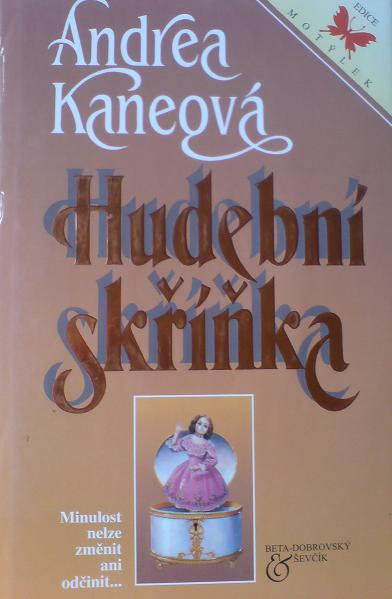 Andrea
Kaneová
EDICE
MOTÝLEK
Hudební
skříňka
Minulost
nelze
změnit
ani
odčinit...
BETA-DOBROVSKÝ
& ŠEVČÍK